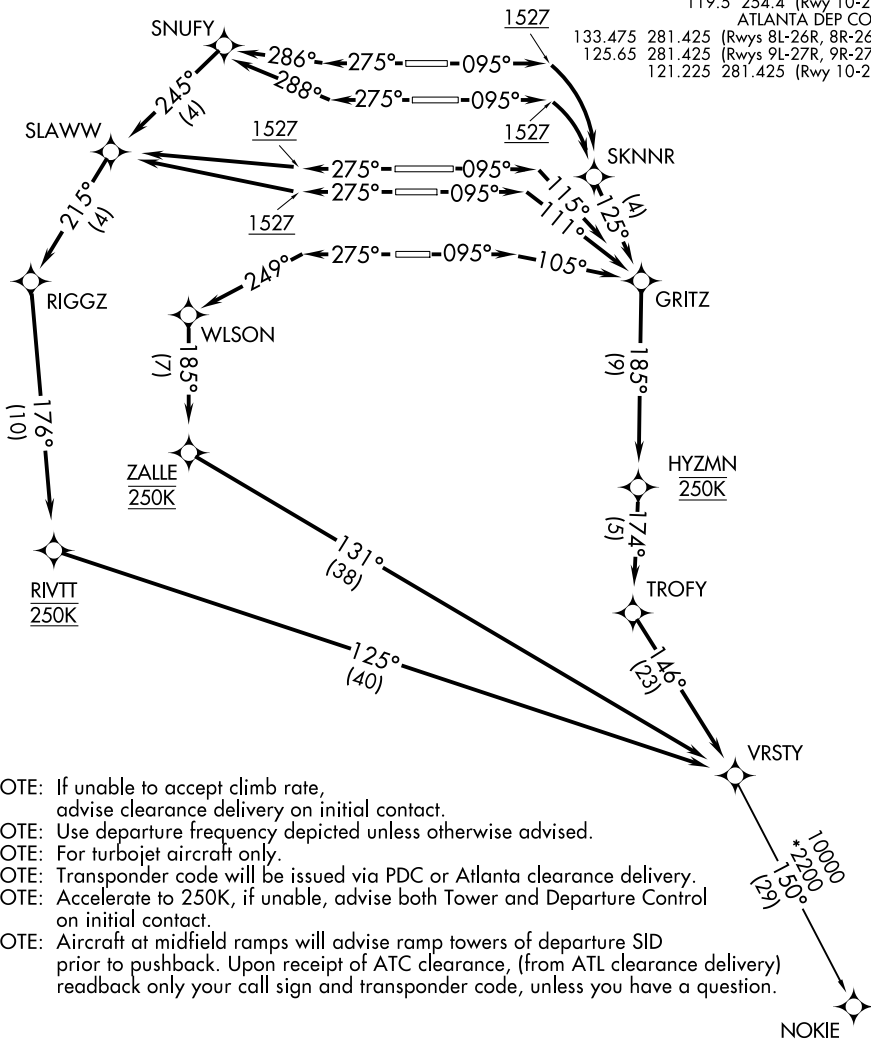 119.5 254.4 (Rwy 10-2
ATLANTA DEP CO
133.475 281.425 (Rwys 8L-26R, 8R-26
125.65 281.425 (Rwys 9L-27R, 9R-27
121.225 281.425 (Rwy 10-2
1527
SNUFY
286° 275° 095°
288° 275° 095°
1527
245°
(4)
SLAWW
1527
275° 095°
275° 095°
1527
SKNNR
(4)
125°
115°
111°
215°
(4)
249° 275° 095° 105°
RIGGZ
GRITZ
WLSON
185°
(7)
185°
(9)
176°
(10)
ZALLE
250K
HYZMN
250K
174°
(5)
131°
(38)
RIVTT
250K
TROFY
125°
(40)
146°
(23)
VRSTY
OTE: If unable to accept climb rate,
advise clearance delivery on initial contact.
OTE: Use departure frequency depicted unless otherwise advised.
OTE: For turbojet aircraft only.
OTE: Transponder code will be issued via PDC or Atlanta clearance delivery.
OTE: Accelerate to 250K, if unable, advise both Tower and Departure Control
on initial contact.
OTE: Aircraft at midfield ramps will advise ramp towers of departure SID
prior to pushback. Upon receipt of ATC clearance, (from ATL clearance delivery)
readback only your call sign and transponder code, unless you have a question.
10000
*2200
150°
(29)
NOKIE